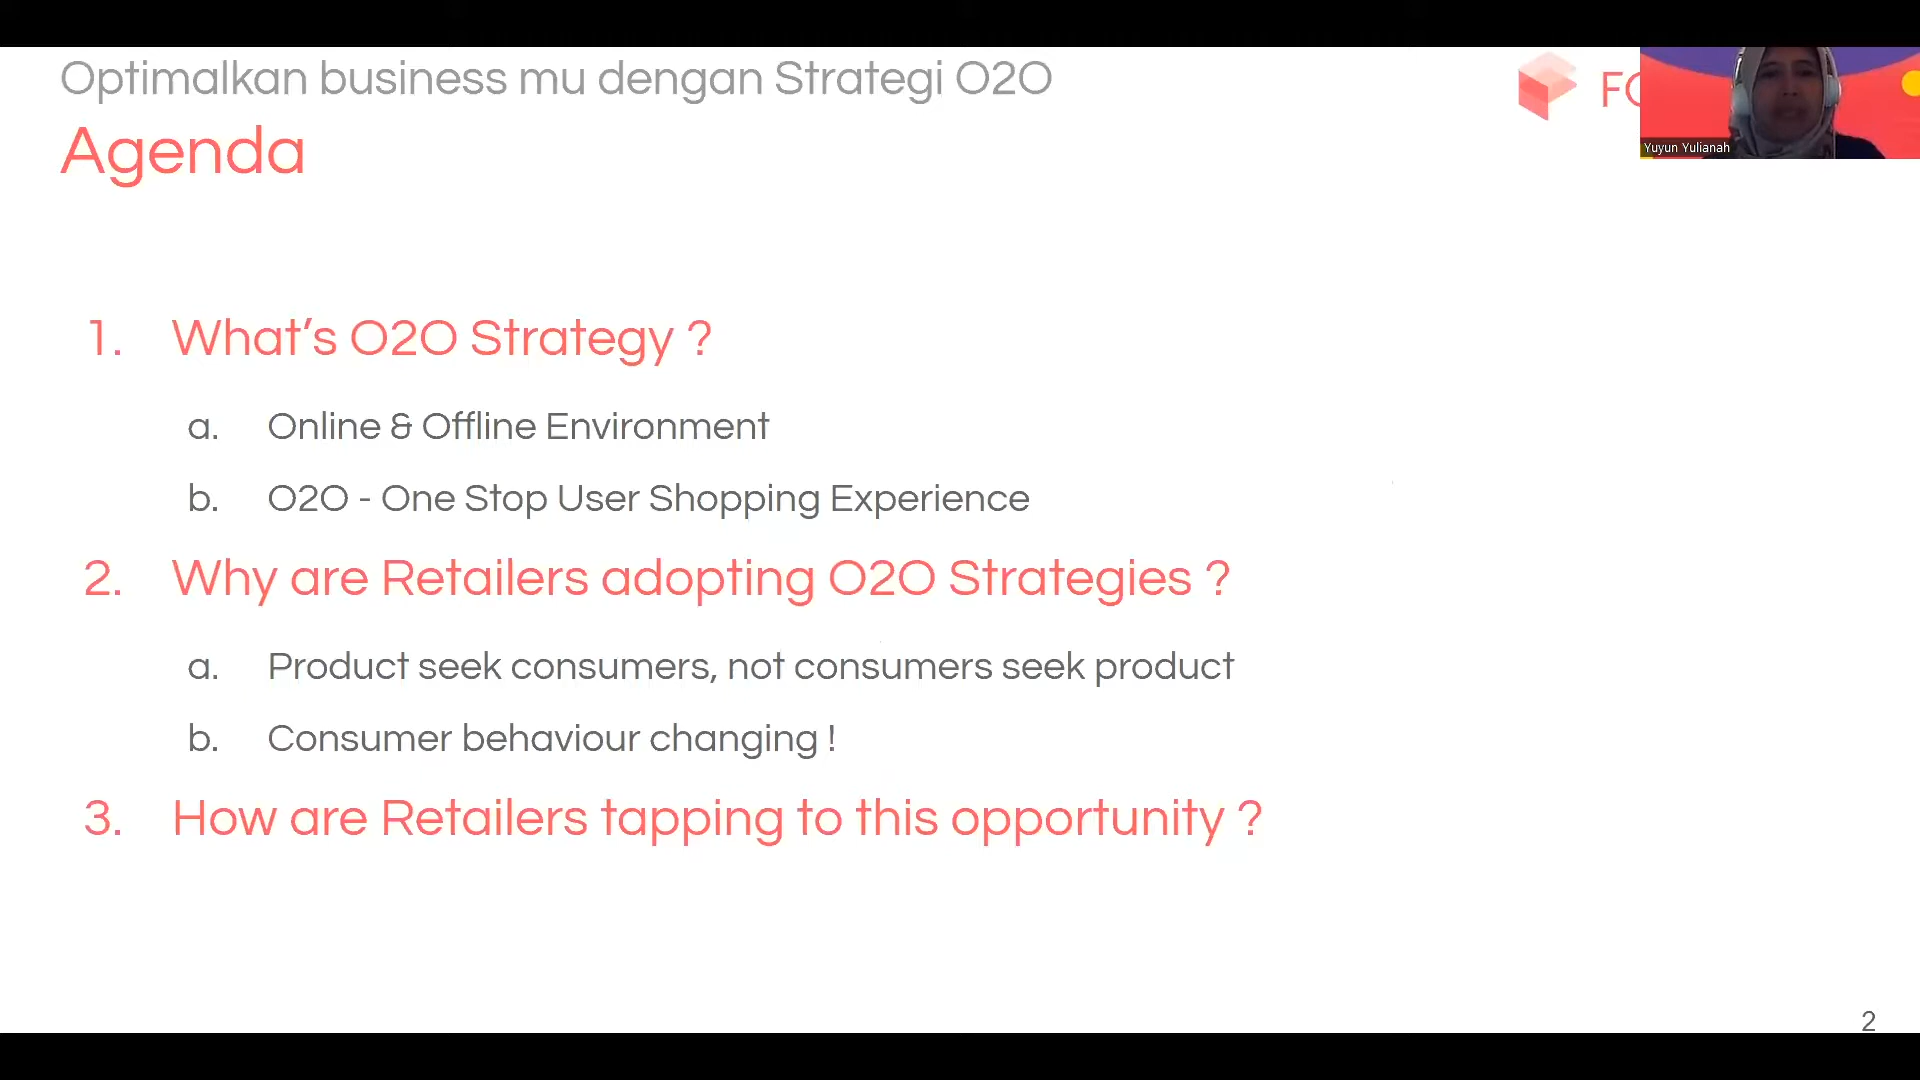 Optimalkan business mu dengan Strategi O2O
Agenda
Yuyun Yulianah
1. What's O2O Strategy ?
a. Online & Offline Environment
b. O2O - One Stop User Shopping Experience
2. Why are Retailers adopting O2O Strategies ?
a. Product seek consumers, not consumers seek product
b. Consumer behaviour changing !
3. How are Retailers tapping to this opportunity ?
2